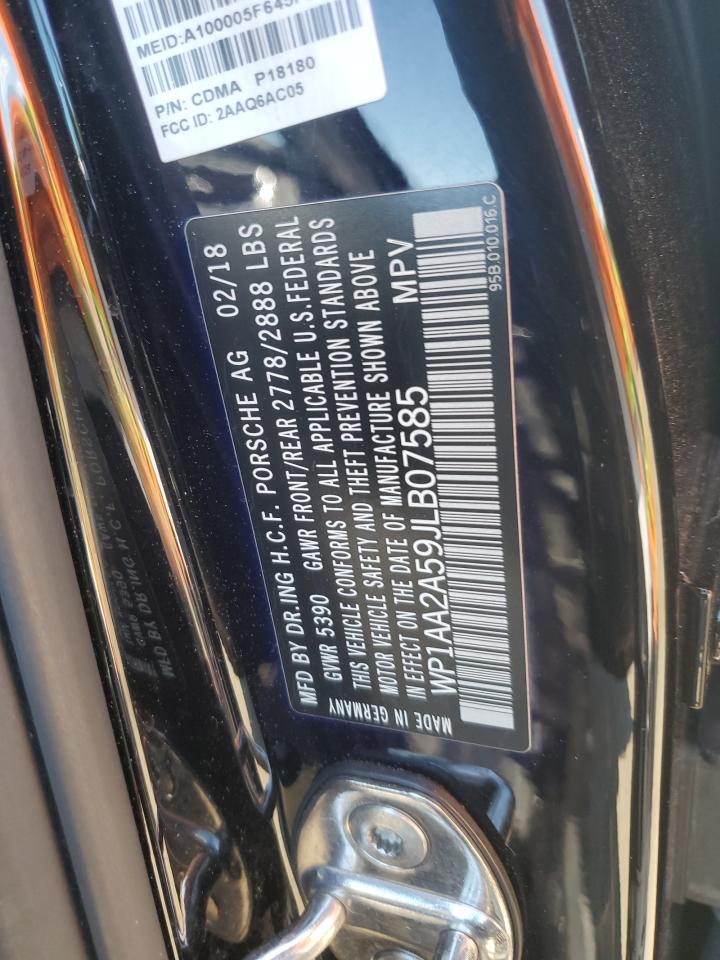 MEID:A100005F645
P/N: CDMA P18180
FCC ID: 2AAQ6AC05
MFD BY DR.ING H.C.F. PORSCHE AG 02/18
GVWR 5390 GAWR FRONT/REAR 2778/2888 LBS
THIS VEHICLE CONFORMS TO ALL APPLICABLE U.S.FEDERAL
MOTOR VEHICLE SAFETY AND THEFT PREVENTION STANDARDS
IN EFFECT ON THE DATE OF MANUFACTURE SHOWN ABOVE
WP1AA2A59JLB07585 MPV
MADE IN GERMANY
95B.010.016.C